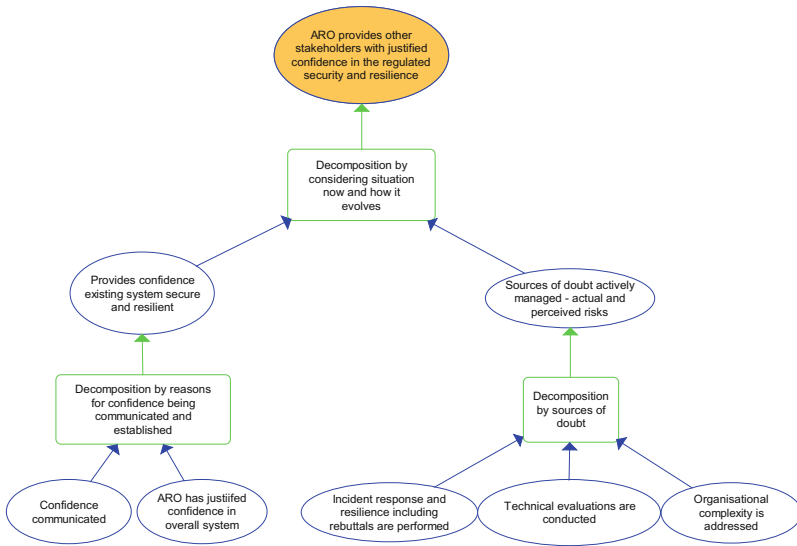 ARO provides other
stakeholders with justified
confidence in the regulated
security and resilience
Decomposition by
considering situation
now and how it
evolves
Provides confidence
existing system secure
and resilient
Sources of doubt actively
managed - actual and
perceived risks
Decomposition by reasons
for confidence being
communicated and
established
Decomposition
by sources of
doubt
Confidence
communicated
ARO has justiifed
confidence in
overall system
Incident response and
resilience including
rebuttals are performed
Technical evaluations are
conducted
Organisational
complexity is
addressed